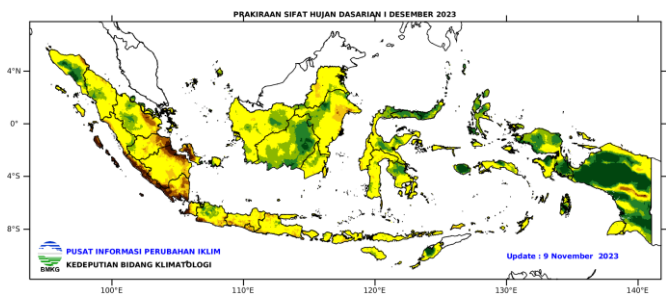 PRAKIRAAN SIFAT HUJAN DASARIAN I DESEMBER 2023
4°N
0°
4°S
8°S
BMKG
PUSAT INFORMASI PERUBAHAN IKLIM
KEDEPUTIAN BIDANG KLIMATOLOGI
Update : 9 November 2023
100°E
110°E
120°E
130°E
140°E